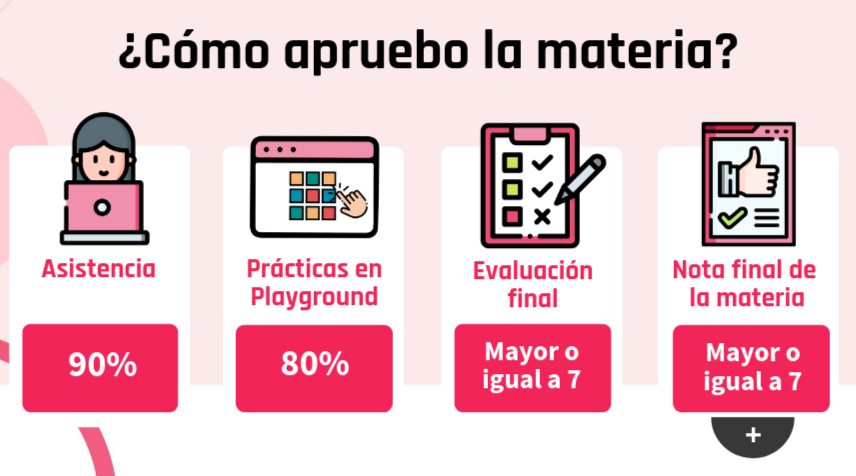 ¿Cómo apruebo la materia?
Asistencia
90%
Prácticas en
Playground
80%
Evaluación
final
Mayor o
igual a 7
Nota final de
la materia
Mayor o
igual a 7
+